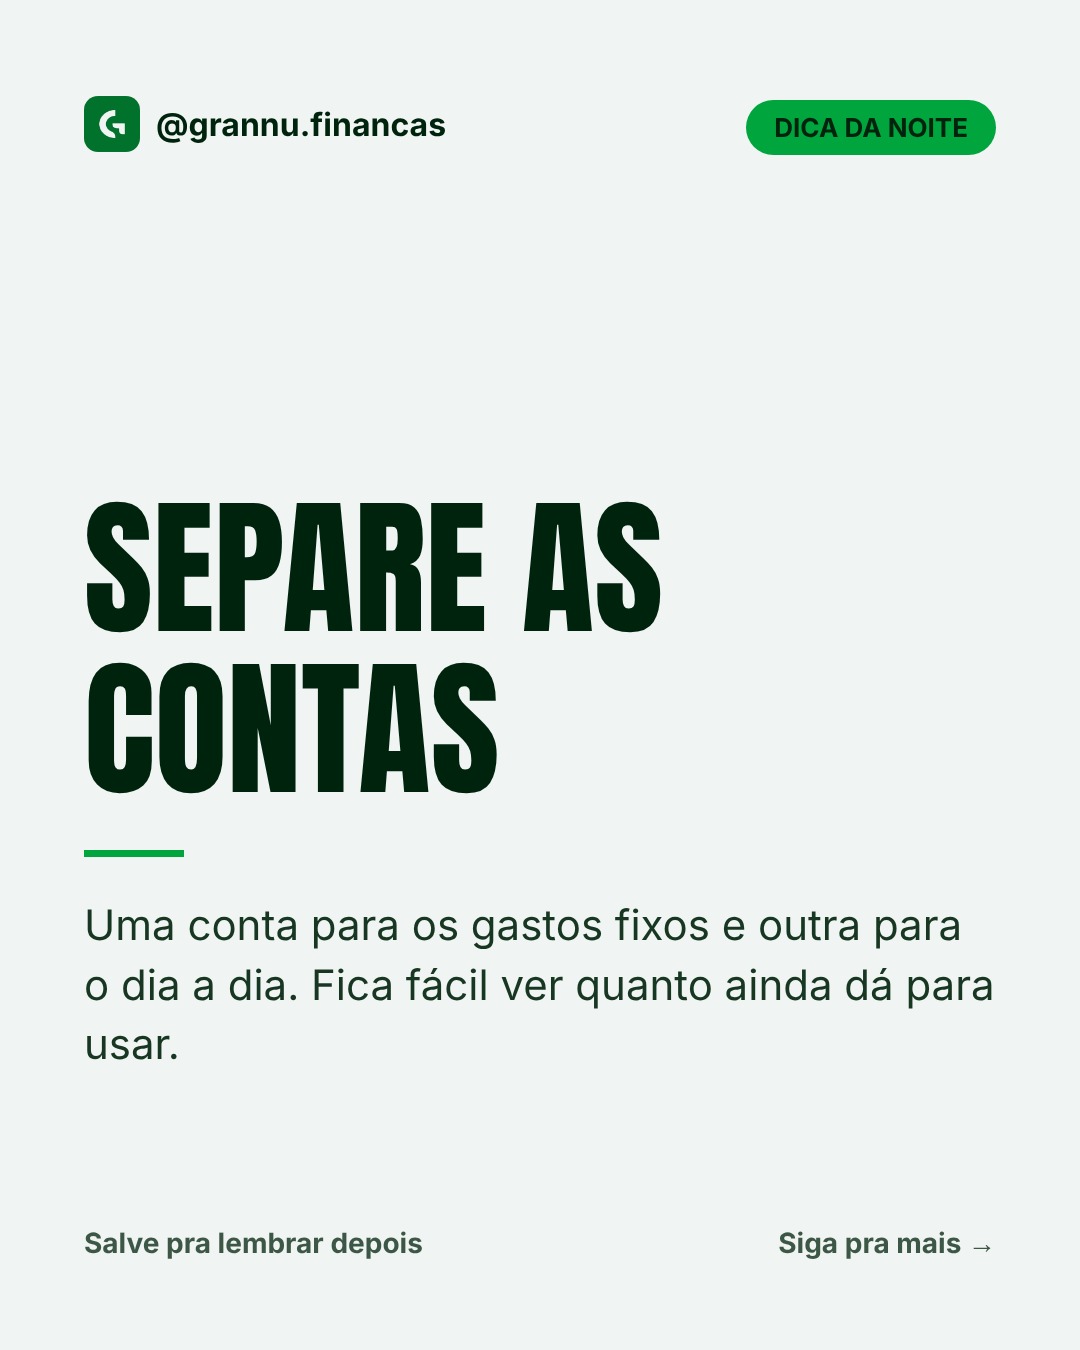 @grannu.financas
DICA DA NOITE
SEPARE AS
CONTAS
Uma conta para os gastos fixos e outra para
o dia a dia. Fica fácil ver quanto ainda dá para
usar.
Salve pra lembrar depois
Siga pra mais →